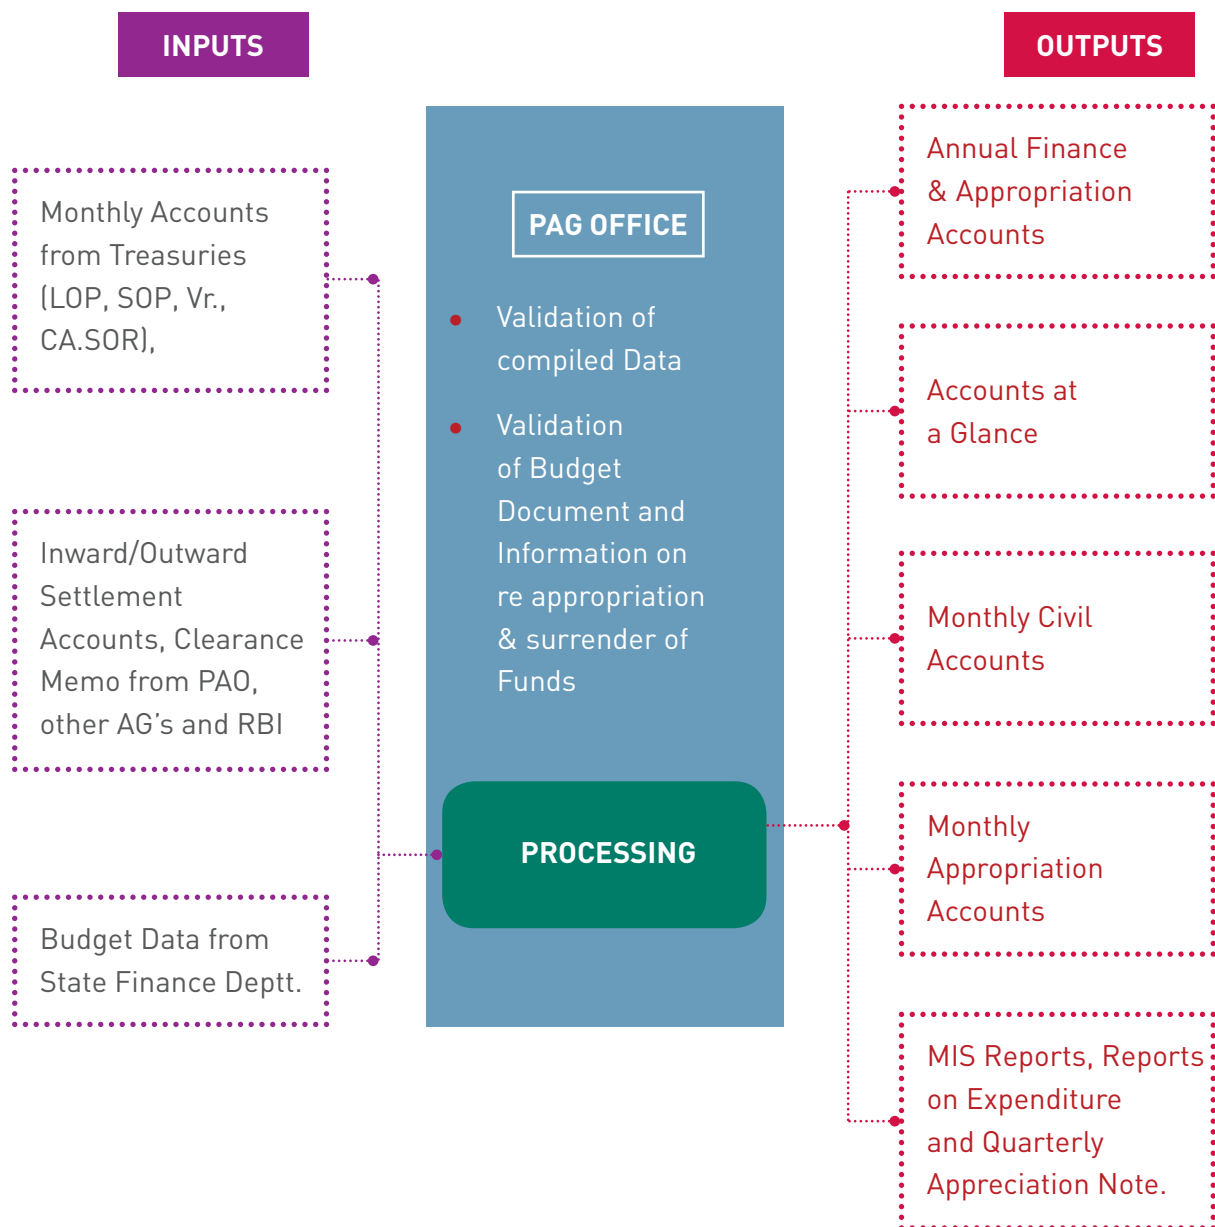 INPUTS
Monthly Accounts
from Treasuries
(LOP, SOP, Vr.,
CA.SOR),
Inward/Outward
Settlement
Accounts, Clearance
Memo from PAO,
other AG’s and RBI
Budget Data from
State Finance Deptt.
PAG OFFICE
Validation of
compiled Data
Validation
of Budget
Document and
Information on
re appropriation
& surrender of
Funds
PROCESSING
OUTPUTS
Annual Finance
& Appropriation
Accounts
Accounts at
a Glance
Monthly Civil
Accounts
Monthly
Appropriation
Accounts
MIS Reports, Reports
on Expenditure
and Quarterly
Appreciation Note.